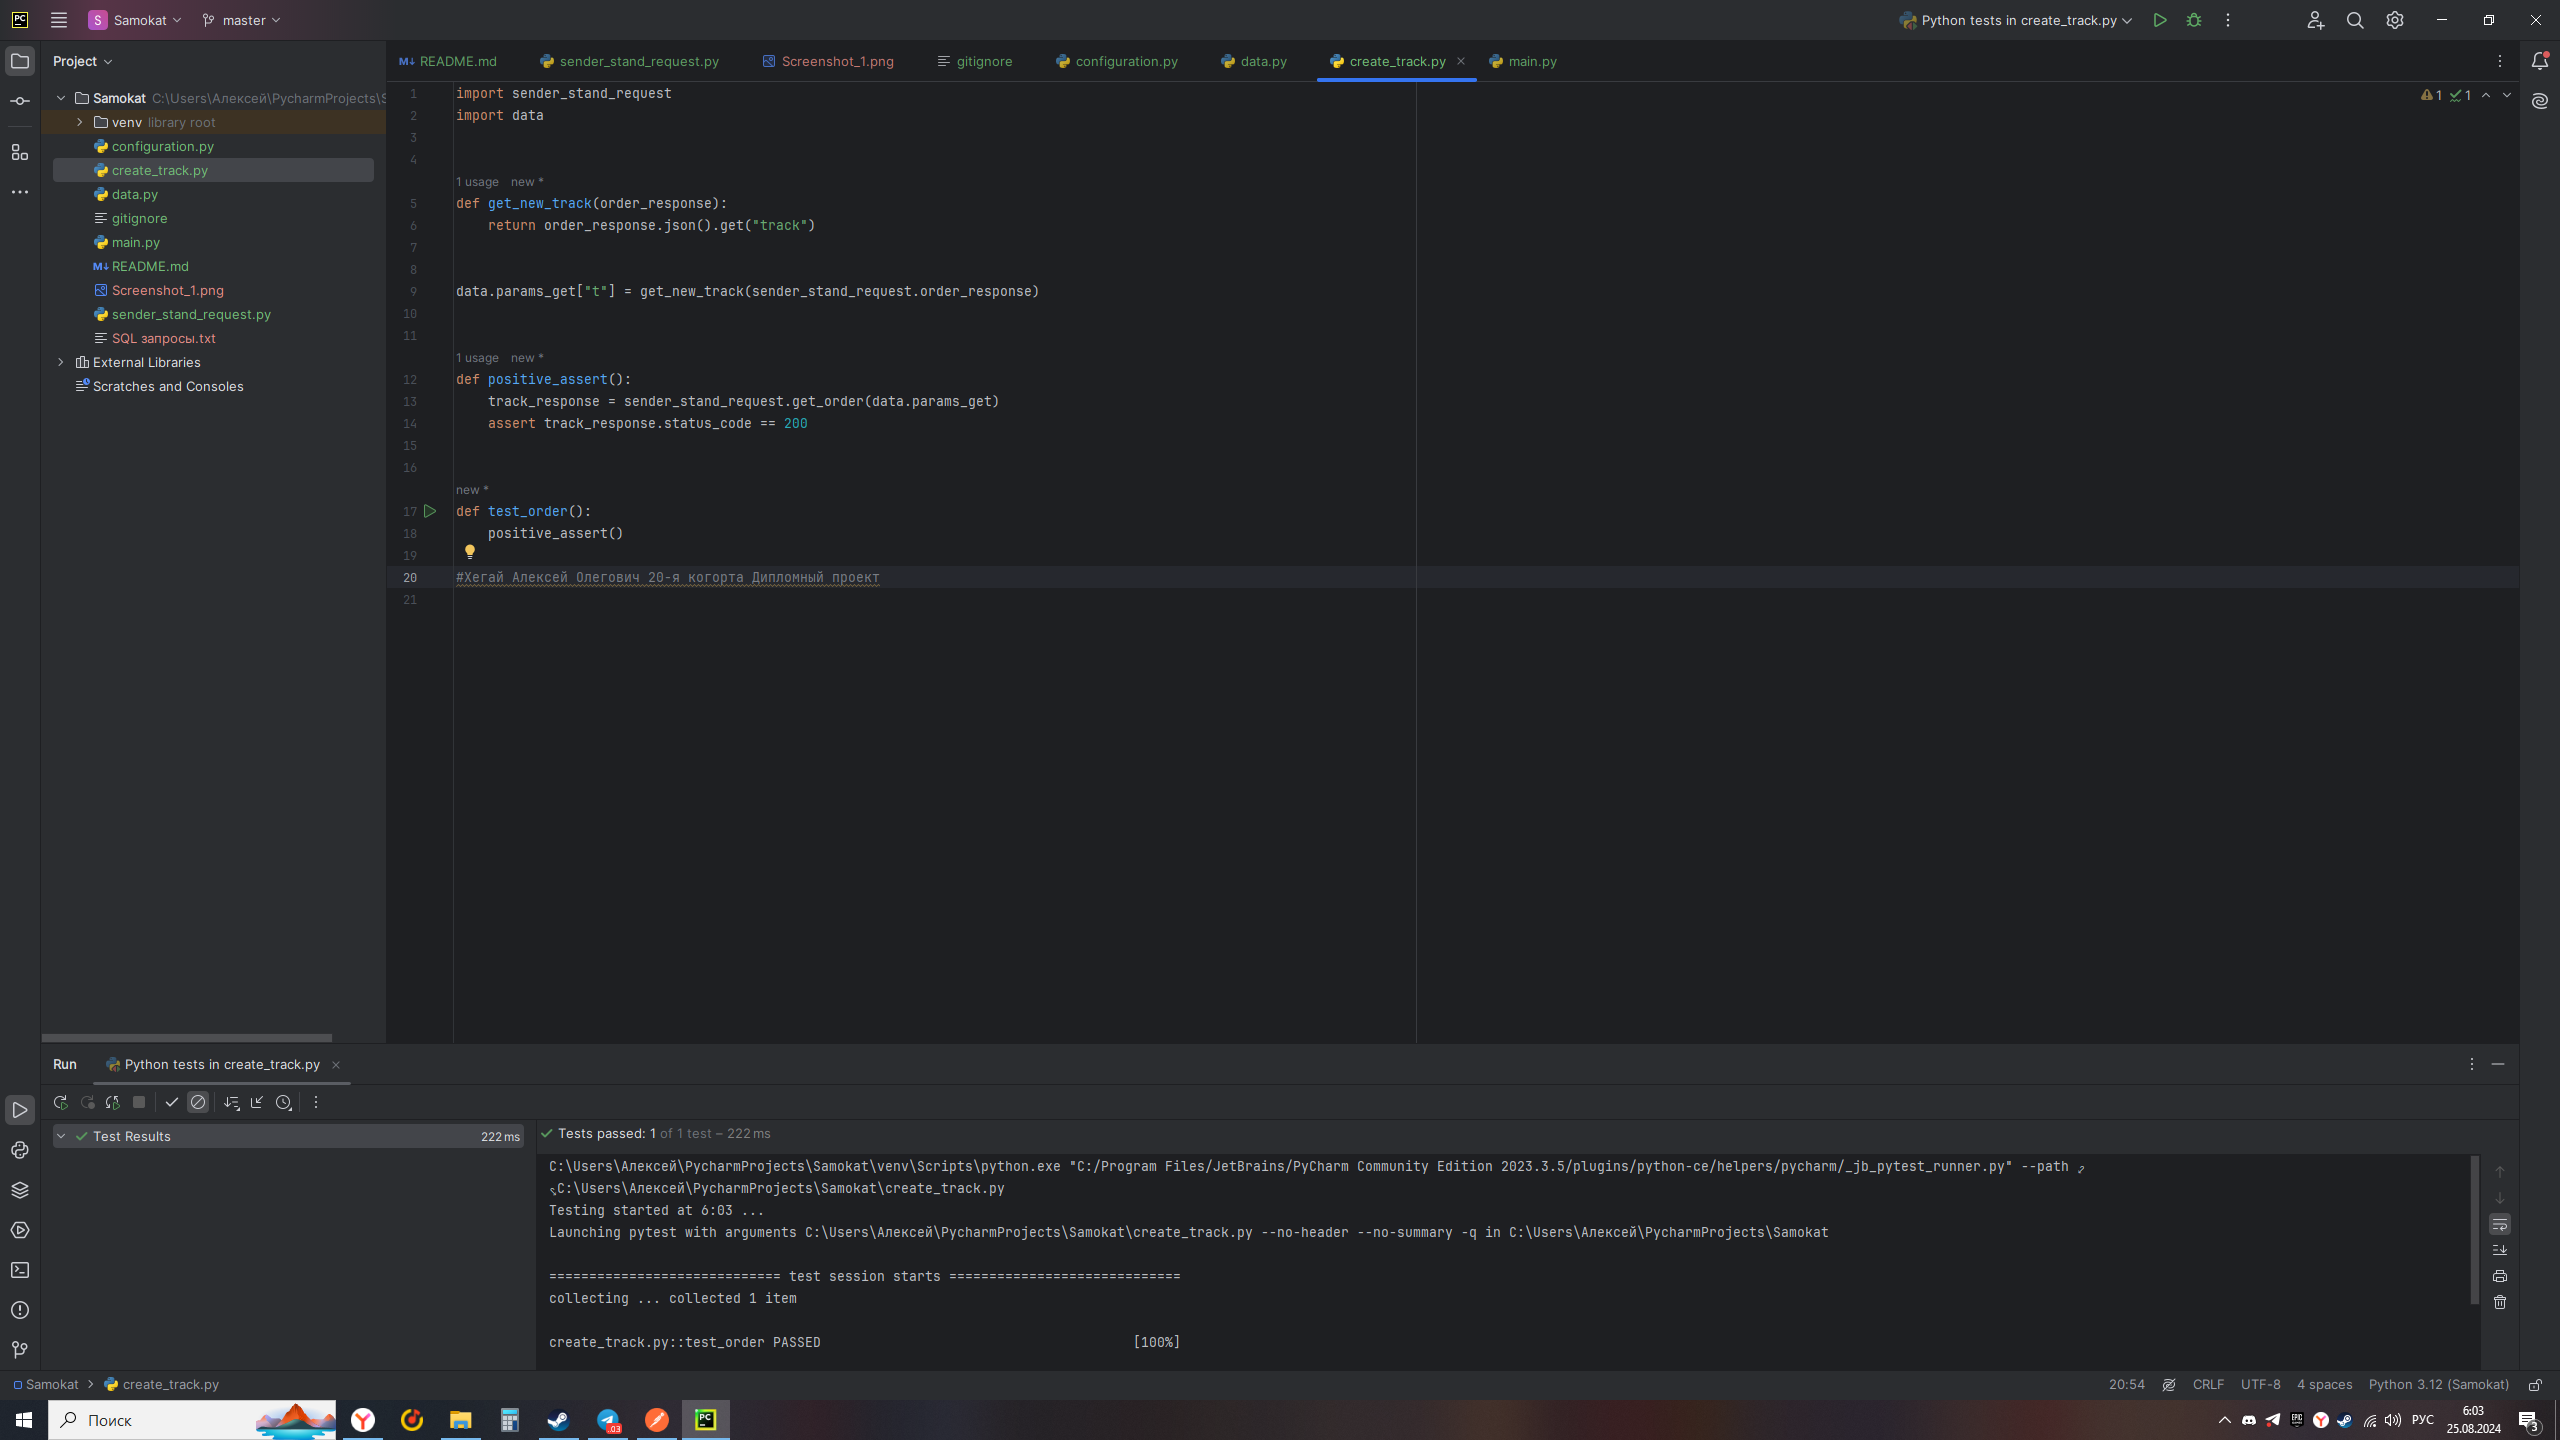 S Samokat master Python tests in create_track.py
Project
README.md sender_stand_request.py Screenshot_1.png gitignore configuration.py data.py create_track.py main.py
Samokat C:\Users\Алексей\PycharmProjects\S
venv library root
configuration.py
create_track.py
data.py
gitignore
main.py
README.md
Screenshot_1.png
sender_stand_request.py
SQL запросы.txt
External Libraries
Scratches and Consoles
1 1
1 import sender_stand_request
2 import data
3
4
1 usage new *
5 def get_new_track(order_response):
6 return order_response.json().get("track")
7
8
9 data.params_get["t"] = get_new_track(sender_stand_request.order_response)
10
11
1 usage new *
12 def positive_assert():
13 track_response = sender_stand_request.get_order(data.params_get)
14 assert track_response.status_code == 200
15
16
new *
17 def test_order():
18 positive_assert()
19
20 #Хегай Алексей Олегович 20-я когорта Дипломный проект
21
Run Python tests in create_track.py
Test Results 222 ms
Tests passed: 1 of 1 test – 222 ms
C:\Users\Алексей\PycharmProjects\Samokat\venv\Scripts\python.exe "C:/Program Files/JetBrains/PyCharm Community Edition 2023.3.5/plugins/python-ce/helpers/pycharm/_jb_pytest_runner.py" --path
C:\Users\Алексей\PycharmProjects\Samokat\create_track.py
Testing started at 6:03 ...
Launching pytest with arguments C:\Users\Алексей\PycharmProjects\Samokat\create_track.py --no-header --no-summary -q in C:\Users\Алексей\PycharmProjects\Samokat
============================= test session starts =============================
collecting ... collected 1 item
create_track.py::test_order PASSED [100%]
Samokat create_track.py
20:54 CRLF UTF-8 4 spaces Python 3.12 (Samokat)
Поиск
РУС
6:03
25.08.2024
3